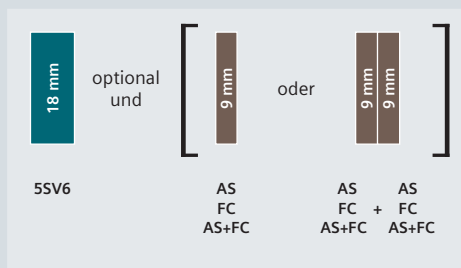 18 mm
optional
und
9 mm
oder
9 mm
9 mm
5SV6
AS
FC
AS+FC
AS AS
FC + FC
AS+FC AS+FC